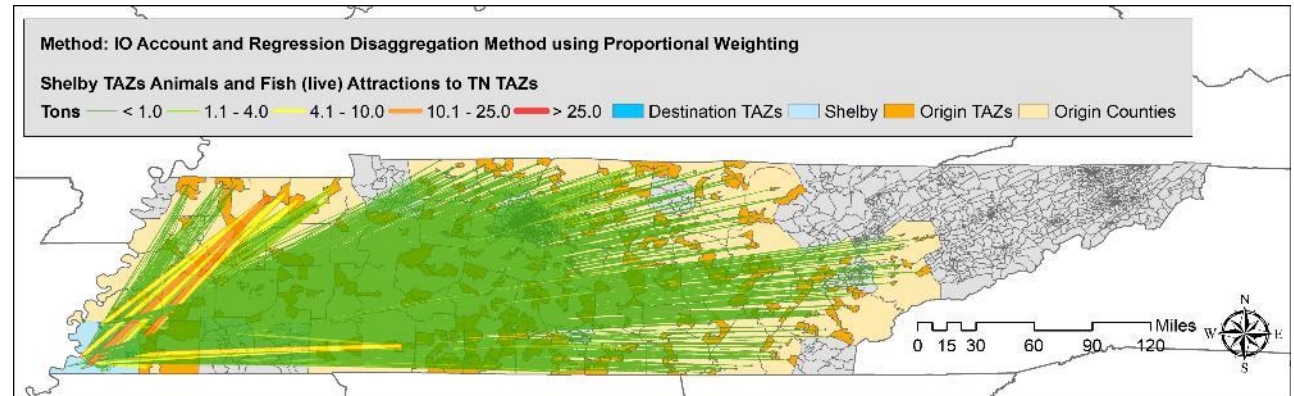 Method: IO Account and Regression Disaggregation Method using Proportional Weighting
Shelby TAZs Animals and Fish (live) Attractions to TN TAZs
Tons < 1.0 1.1 - 4.0 4.1 - 10.0 10.1 - 25.0 > 25.0 Destination TAZs Shelby Origin TAZs Origin Counties
N
W E
S
Miles
0 15 30 60 90 120